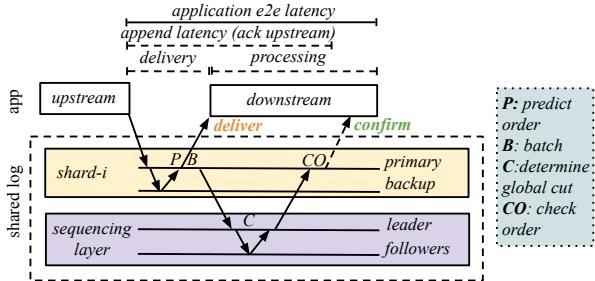 application e2e latency
append latency (ack upstream)
delivery
processing
app
upstream
downstream
deliver
confirm
shared log
shard-i
P
B
CO
primary
backup
sequencing
layer
C
leader
followers
P: predict
order
B: batch
C:determine
global cut
CO: check
order